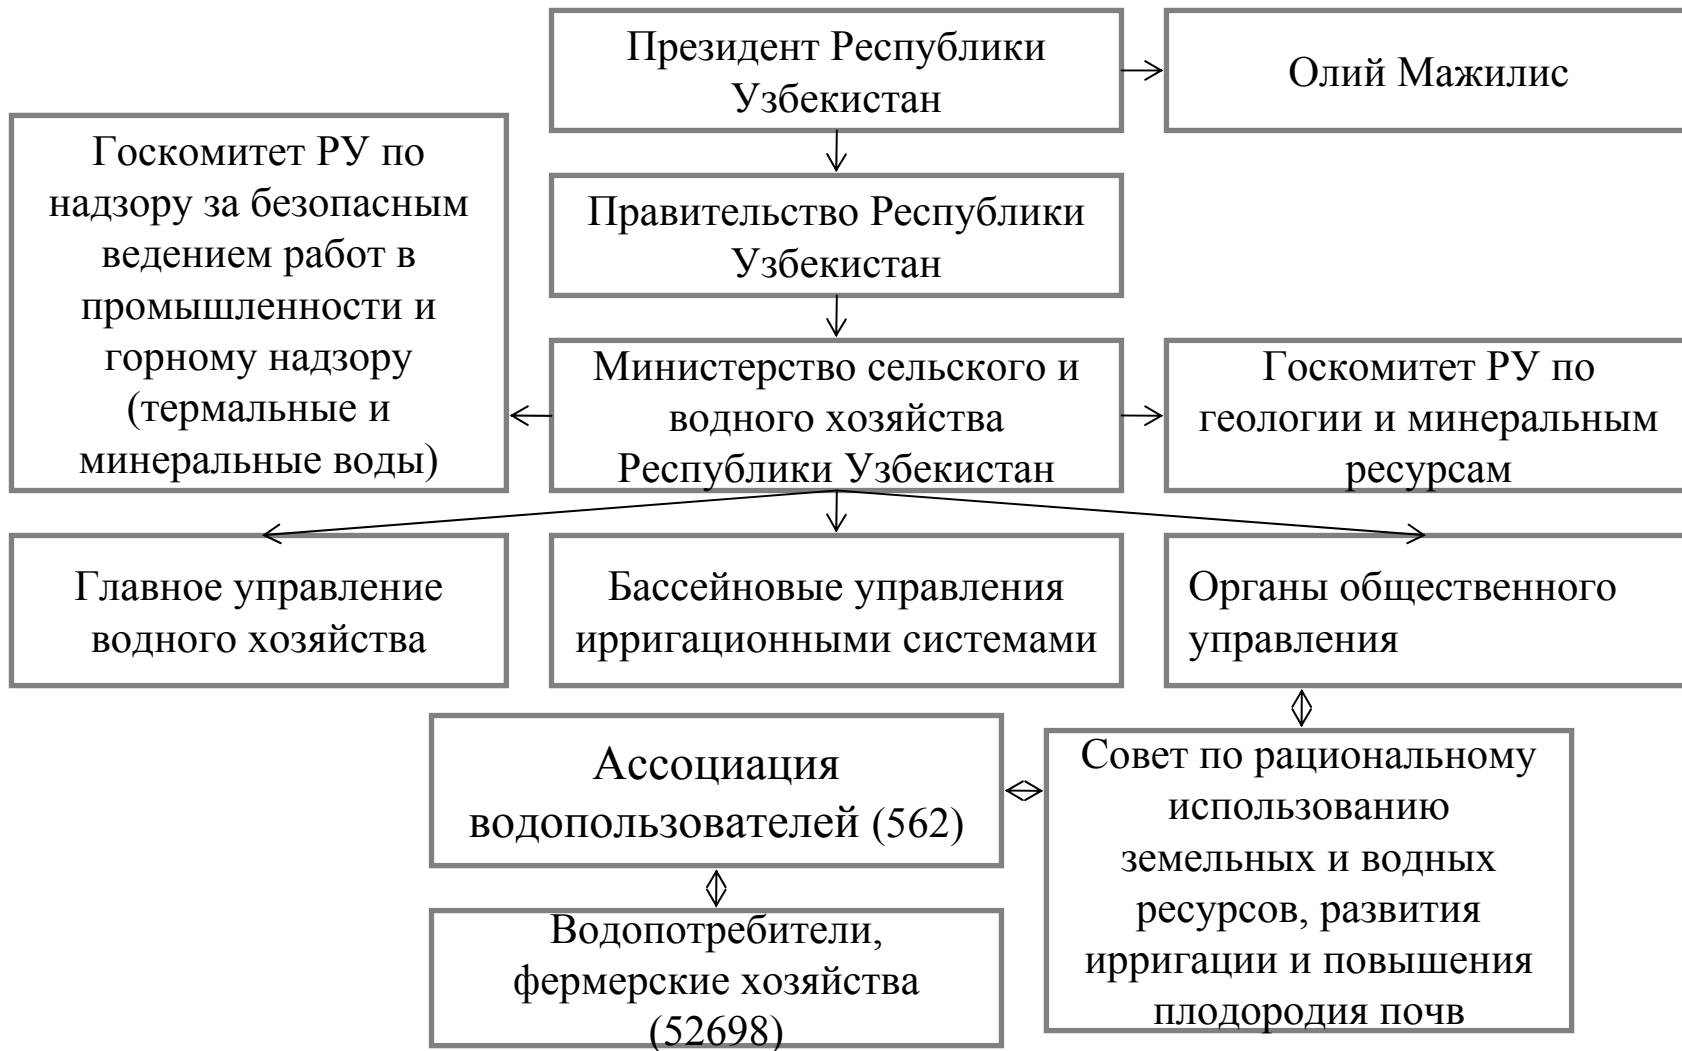 Президент Республики
Узбекистан
Олий Мажилис
Госкомитет РУ по
надзору за безопасным
ведением работ в
промышленности и
горному надзору
(термальные и
минеральные воды)
Правительство Республики
Узбекистан
Министерство сельского и
водного хозяйства
Республики Узбекистан
Госкомитет РУ по
геологии и минеральным
ресурсам
Главное управление
водного хозяйства
Бассейновые управления
ирригационными системами
Органы общественного
управления
Ассоциация
водопользователей (562)
Совет по рациональному
использованию
земельных и водных
ресурсов, развития
ирригации и повышения
плодородия почв
Водопотребители,
фермерские хозяйства
(52698)